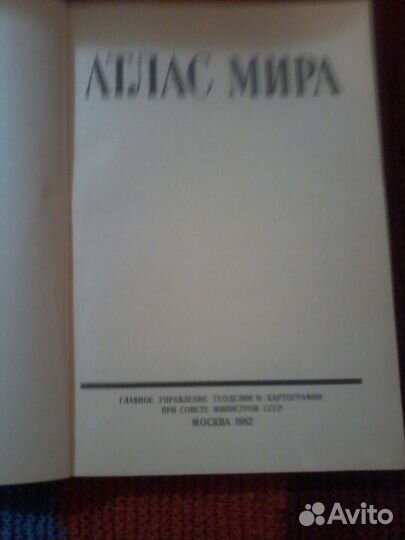 АТЛАС МИРА
ГЛАВНОЕ УПРАВЛЕНИЕ ГЕОДЕЗИИ И КАРТОГРАФИИ
ПРИ СОВЕТЕ МИНИСТРОВ СССР
МОСКВА 1982
Avito